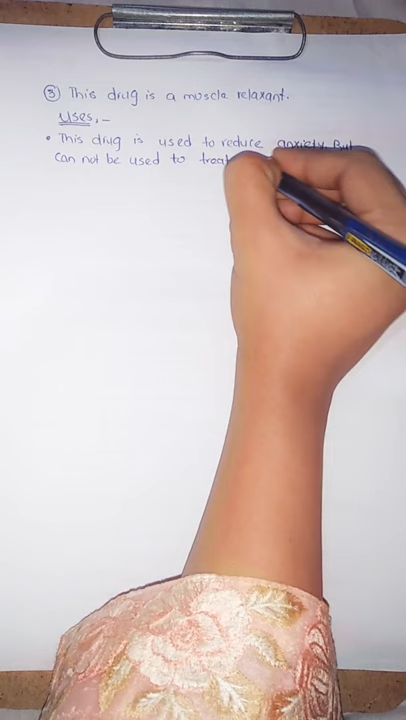 ③ This drug is a muscle relaxant.
Uses,-
• This drug is used to reduce anxiety. But
can not be used to treat